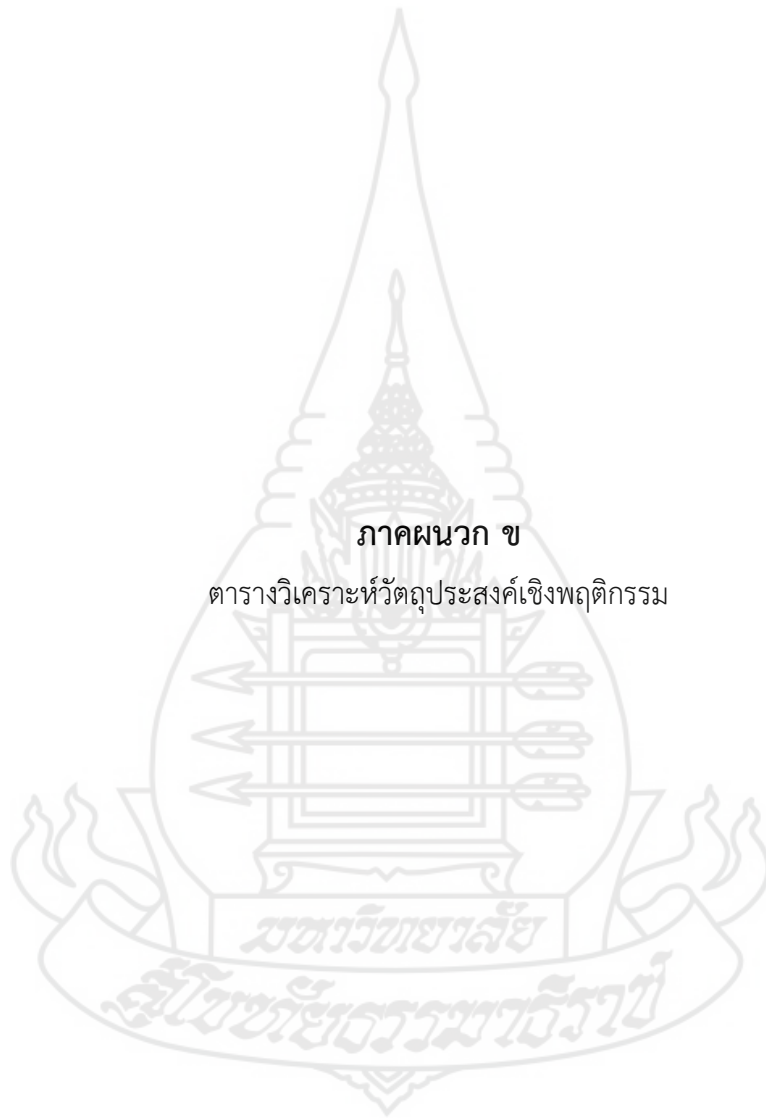 ภาคผนวก ข
ตารางวิเคราะห์วัตถุประสงค์เชิงพฤติกรรม
มหาวิทยาลัย
สุโขทัยธรรมาธิราช